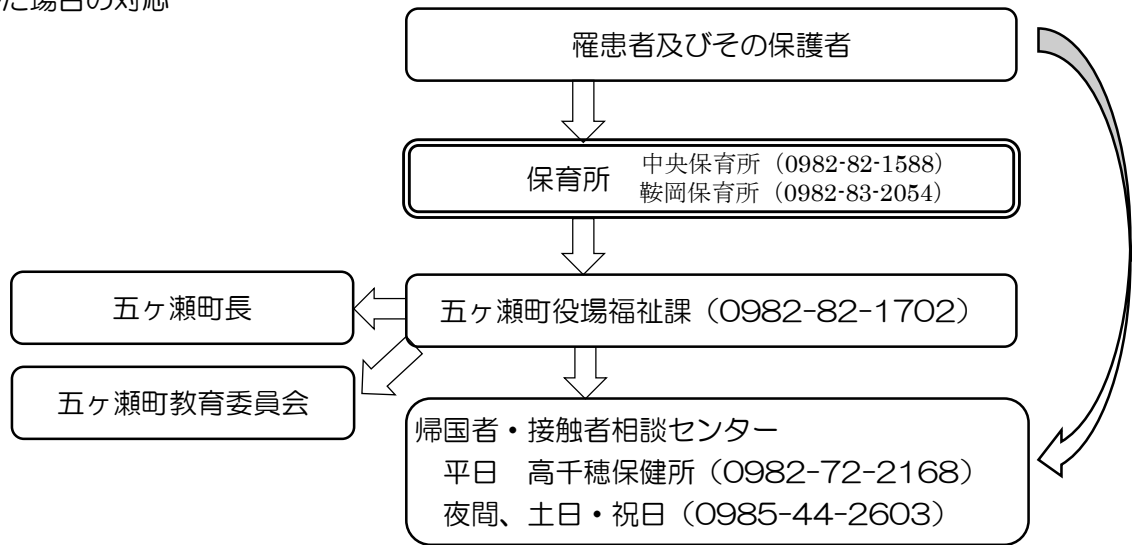 た場合の対応
罹患者及びその保護者
保育所
中央保育所（0982-82-1588）
鞍岡保育所（0982-83-2054）
五ヶ瀬町長
五ヶ瀬町役場福祉課（0982-82-1702）
五ヶ瀬町教育委員会
帰国者・接触者相談センター
平日　高千穂保健所（0982-72-2168）
夜間、土日・祝日（0985-44-2603）